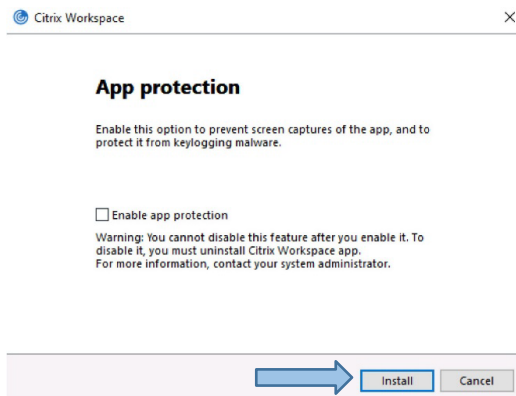 Citrix Workspace
App protection
Enable this option to prevent screen captures of the app, and to
protect it from keylogging malware.
Enable app protection
Warning: You cannot disable this feature after you enable it. To
disable it, you must uninstall Citrix Workspace app.
For more information, contact your system administrator.
Install
Cancel